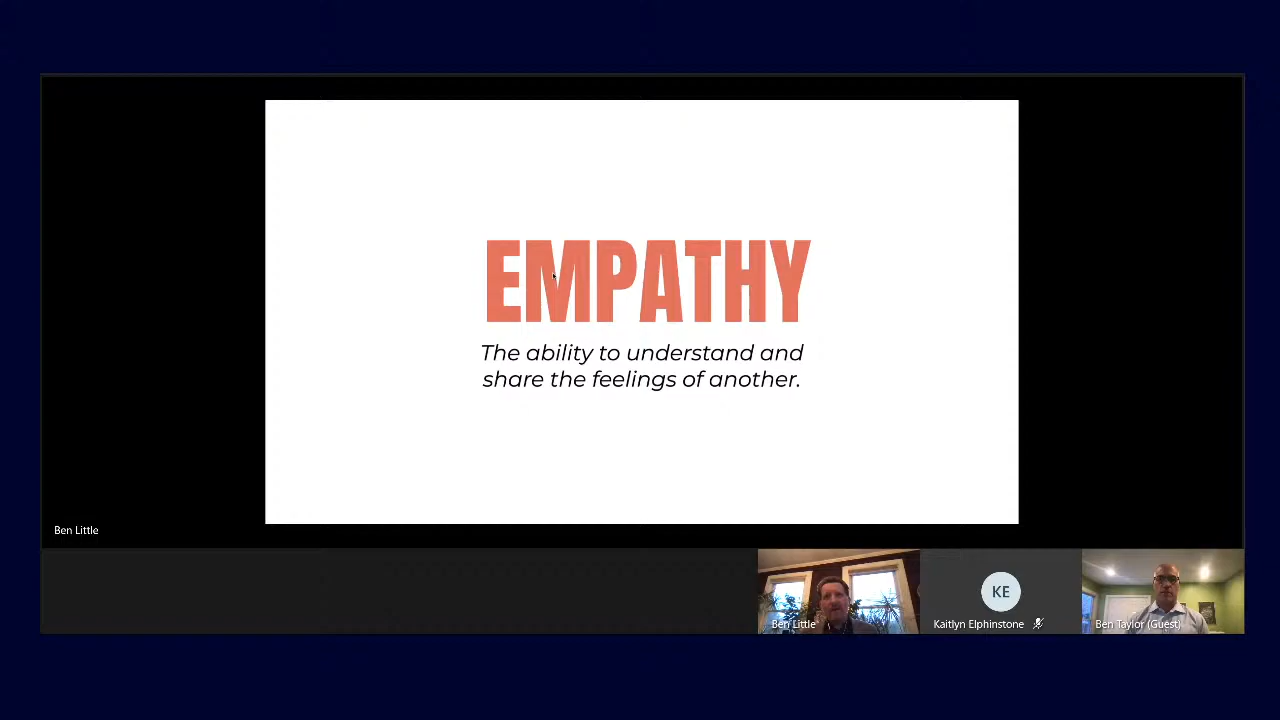 EMPATHY
The ability to understand and
share the feelings of another.
Ben Little
Ben Little
KE
Kaitlyn Elphinstone
Ben Taylor (Guest)